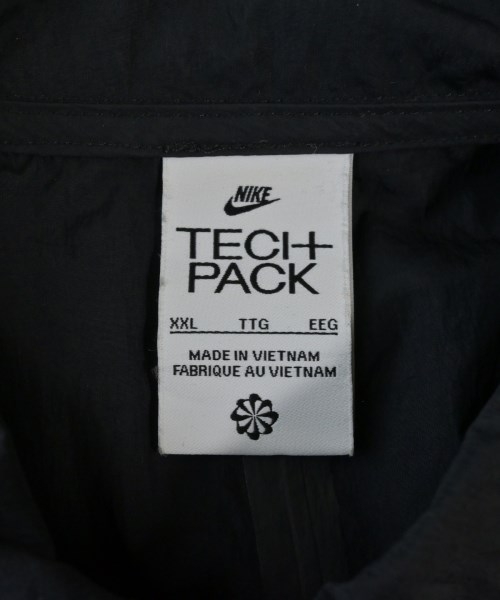 NIKE
TECH
PACK
XXL TTG EEG
MADE IN VIETNAM
FABRIQUE AU VIETNAM